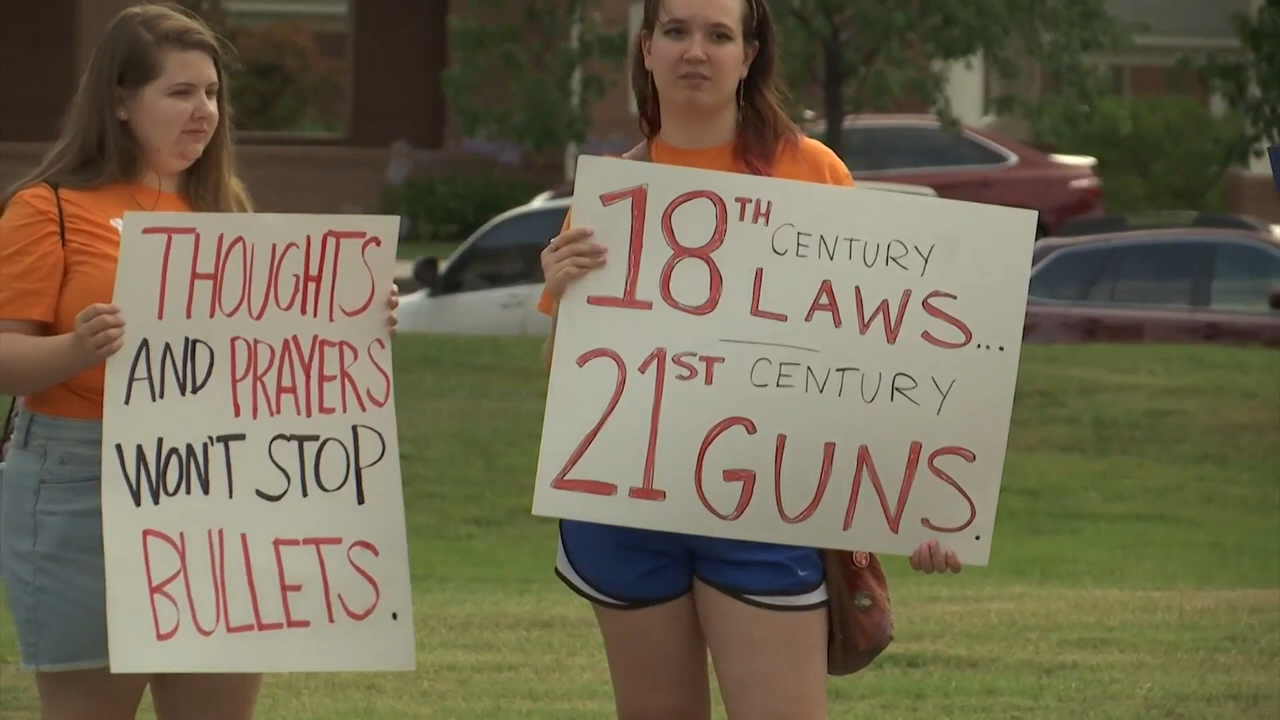 THOUGHTS
AND PRAYERS
WON'T STOP
BULLETS.
18TH CENTURY
LAWS...
21ST CENTURY
GUNS.